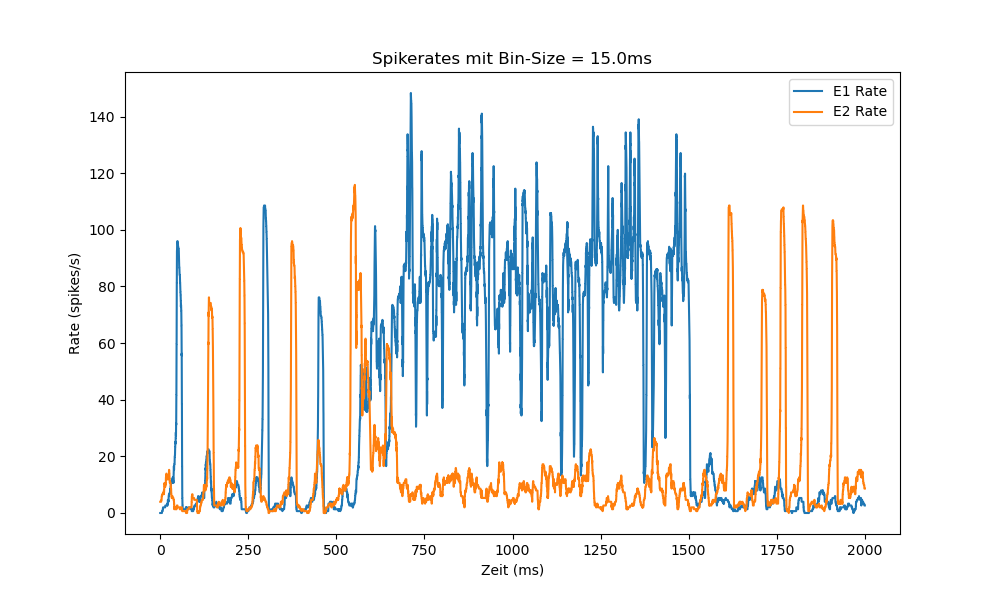 Spikerates mit Bin-Size = 15.0ms
E1 Rate
E2 Rate
Rate (spikes/s)
140
120
100
80
60
40
20
0
0 250 500 750 1000 1250 1500 1750 2000
Zeit (ms)